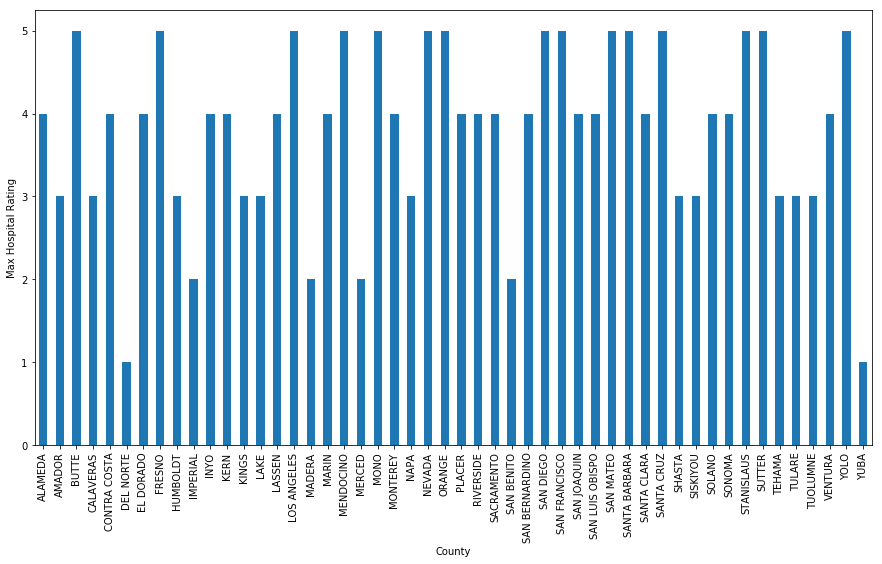 Max Hospital Rating
5
4
3
2
1
0
ALAMEDA
AMADOR
BUTTE
CALAVERAS
CONTRA COSTA
DEL NORTE
EL DORADO
FRESNO
HUMBOLDT
IMPERIAL
INYO
KERN
KINGS
LAKE
LASSEN
LOS ANGELES
MADERA
MARIN
MENDOCINO
MERCED
MONO
MONTEREY
NAPA
NEVADA
ORANGE
PLACER
RIVERSIDE
SACRAMENTO
SAN BENITO
SAN BERNARDINO
SAN DIEGO
SAN FRANCISCO
SAN JOAQUIN
SAN LUIS OBISPO
SAN MATEO
SANTA BARBARA
SANTA CLARA
SANTA CRUZ
SHASTA
SISKIYOU
SOLANO
SONOMA
STANISLAUS
SUTTER
TEHAMA
TULARE
TUOLUMNE
VENTURA
YOLO
YUBA
County